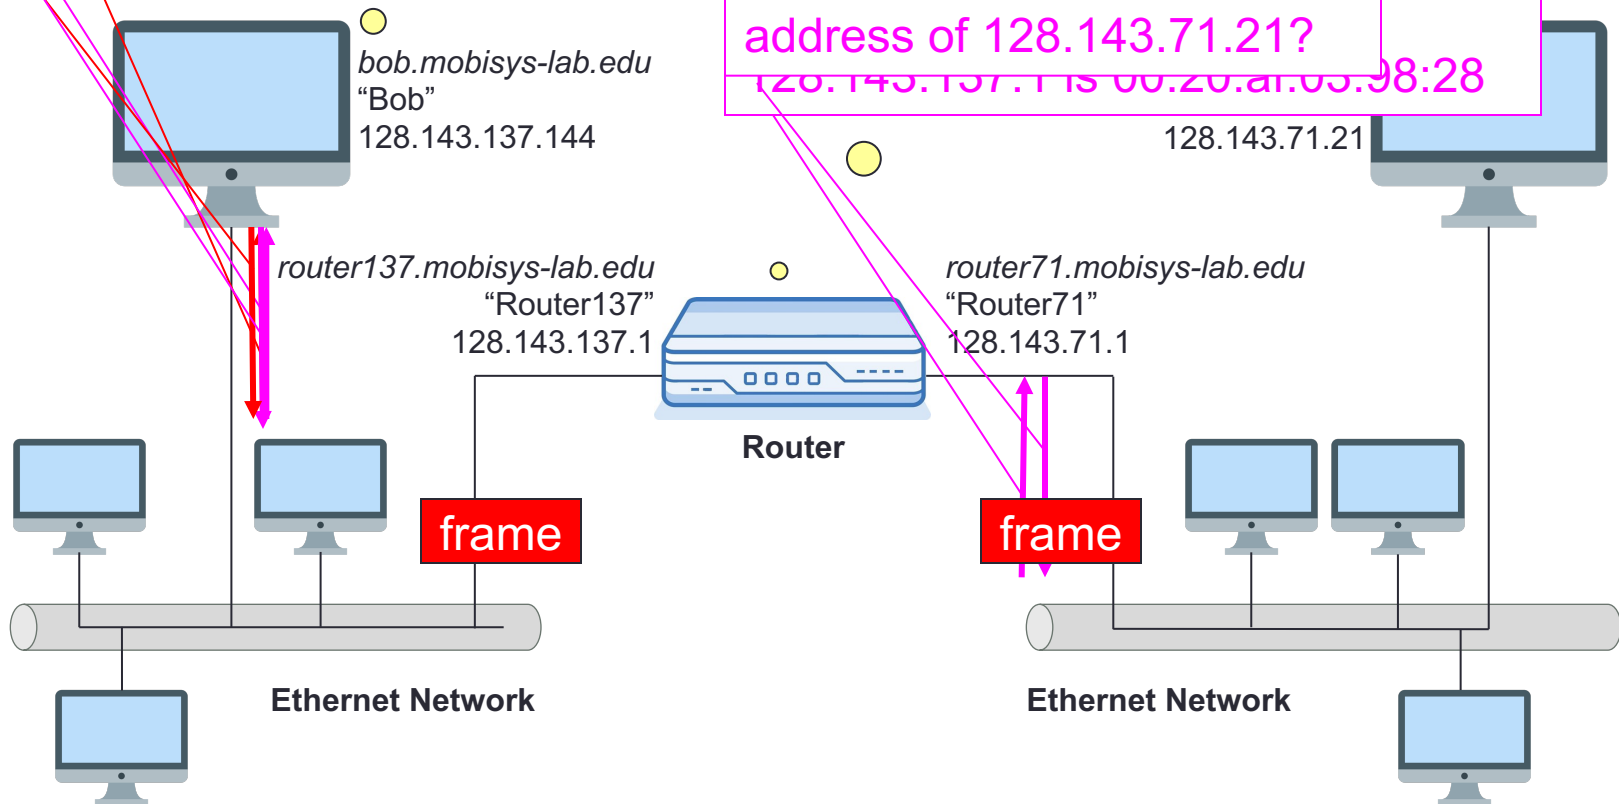 address of 128.143.71.21?
98:28
bob.mobisys-lab.edu
“Bob”
128.143.137.144
128.143.71.21
router137.mobisys-lab.edu
“Router137”
128.143.137.1
router71.mobisys-lab.edu
“Router71”
128.143.71.1
Router
frame
frame
Ethernet Network
Ethernet Network